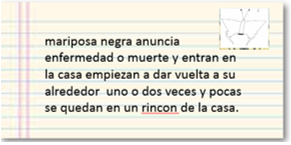 mariposa negra anuncia
enfermedad o muerte y entran en
la casa empiezan a dar vuelta a su
alrededor uno o dos veces y pocas
se quedan en un rincon de la casa.